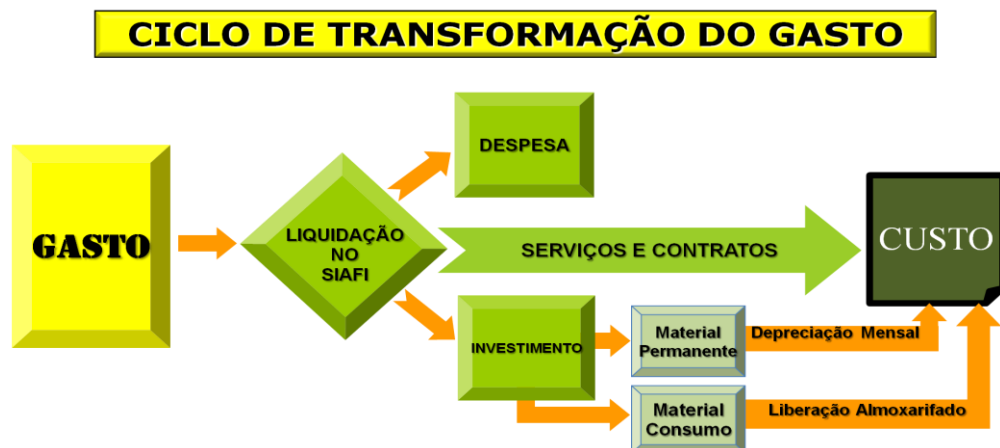 CICLO DE TRANSFORMAÇÃO DO GASTO
DESPESA
GASTO
LIQUIDAÇÃO
NO
SIAFI
SERVIÇOS E CONTRATOS
CUSTO
INVESTIMENTO
Material
Permanente
Depreciação Mensal
Material
Consumo
Liberação Almoxarifado